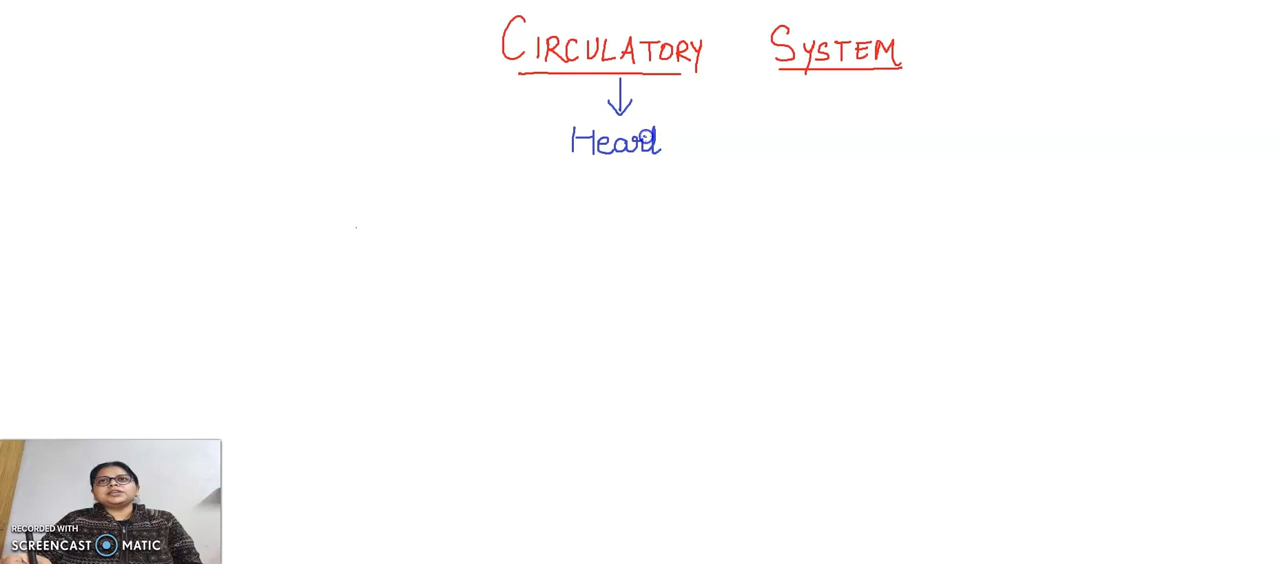 CIRCULATORY SYSTEM
Heart
RECORDED WITH
SCREENCAST MATIC